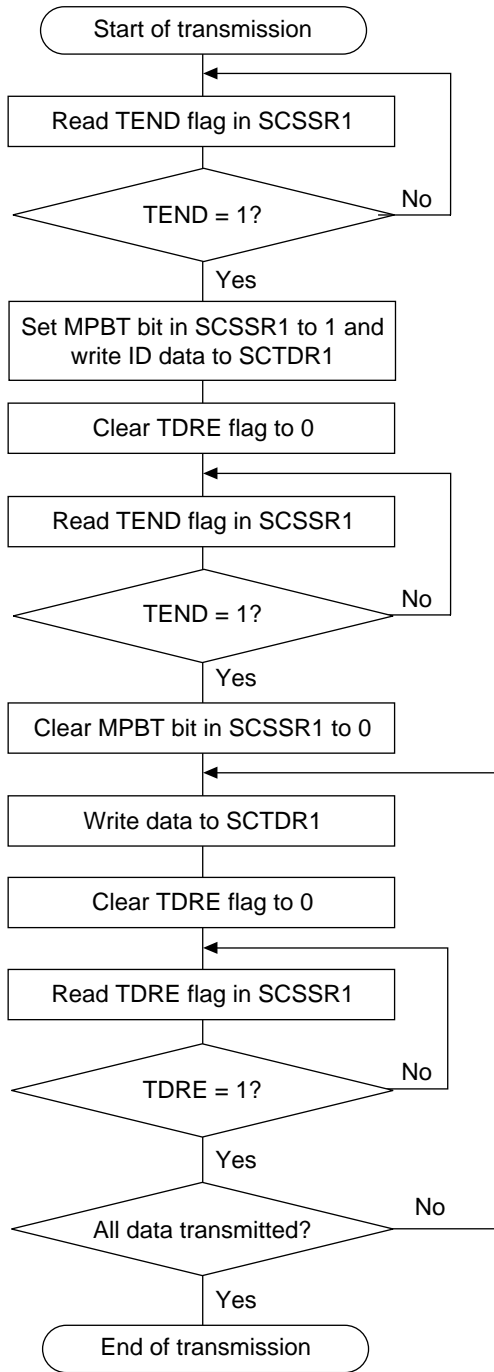 Start of transmission
Read TEND flag in SCSSR1
TEND = 1?
No
Yes
Set MPBT bit in SCSSR1 to 1 and
write ID data to SCTDR1
Clear TDRE flag to 0
Read TEND flag in SCSSR1
TEND = 1?
No
Yes
Clear MPBT bit in SCSSR1 to 0
Write data to SCTDR1
Clear TDRE flag to 0
Read TDRE flag in SCSSR1
TDRE = 1?
No
Yes
All data transmitted?
No
Yes
End of transmission